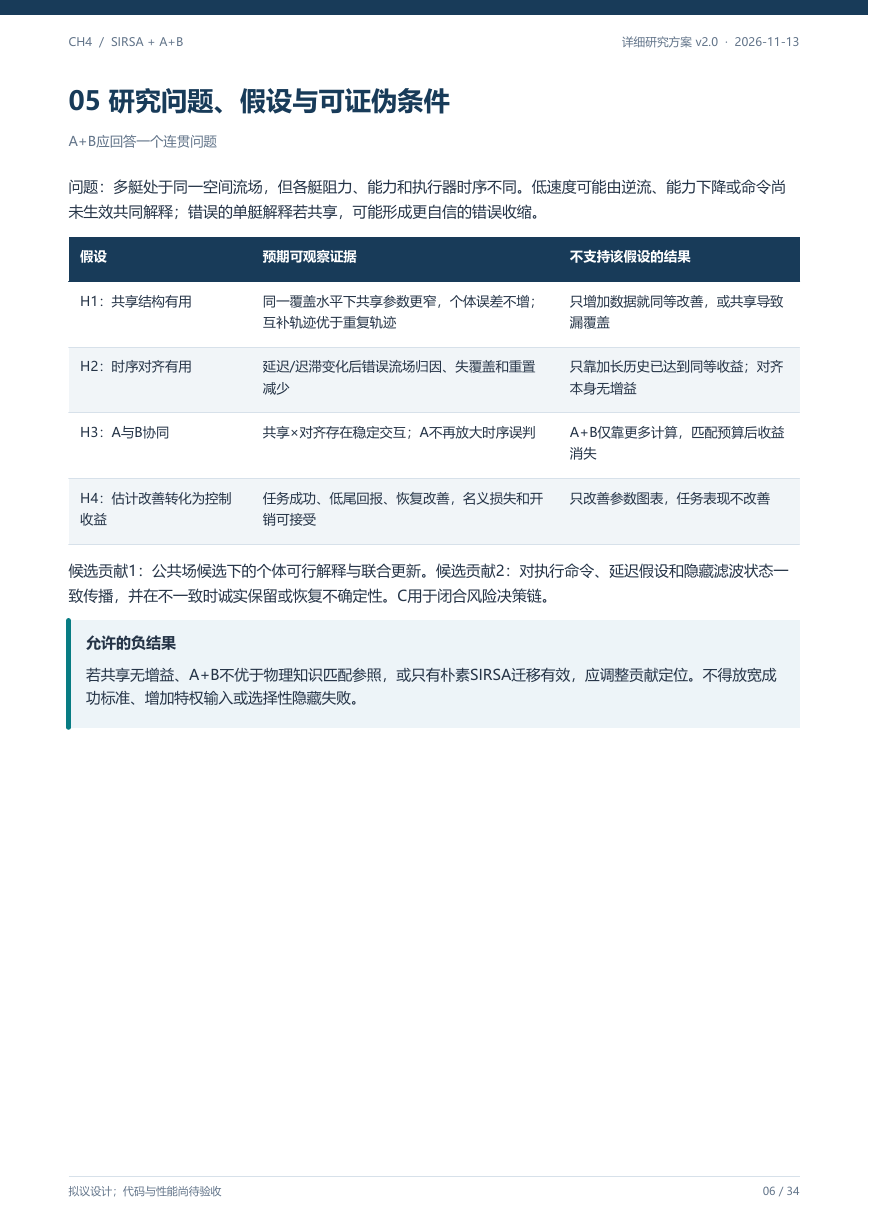 CH4 / SIRSA + A+B
详细研究方案 v2.0 · 2026-11-13
05 研究问题、假设与可证伪条件
A+B应回答一个连贯问题
问题：多艇处于同一空间流场，但各艇阻力、能力和执行器时序不同。低速度可能由逆流、能力下降或命令尚
未生效共同解释；错误的单艇解释若共享，可能形成更自信的错误收缩。
假设 预期可观察证据 不支持该假设的结果
H1：共享结构有用 同一覆盖水平下共享参数更窄，个体误差不增； 只增加数据就同等改善，或共享导致
互补轨迹优于重复轨迹 漏覆盖
H2：时序对齐有用 延迟/迟滞变化后错误流场归因、失覆盖和重置 只靠加长历史已达到同等收益；对齐
减少 本身无增益
H3：A与B协同 共享×对齐存在稳定交互；A不再放大时序误判 A+B仅靠更多计算，匹配预算后收益
消失
H4：估计改善转化为控制 任务成功、低尾回报、恢复改善，名义损失和开 只改善参数图表，任务表现不改善
收益 销可接受
候选贡献1：公共场候选下的个体可行解释与联合更新。候选贡献2：对执行命令、延迟假设和隐藏滤波状态一
致传播，并在不一致时诚实保留或恢复不确定性。C用于闭合风险决策链。
允许的负结果
若共享无增益、A+B不优于物理知识匹配参照，或只有朴素SIRSA迁移有效，应调整贡献定位。不得放宽成
功标准、增加特权输入或选择性隐藏失败。
拟议设计；代码与性能尚待验收
06 / 34